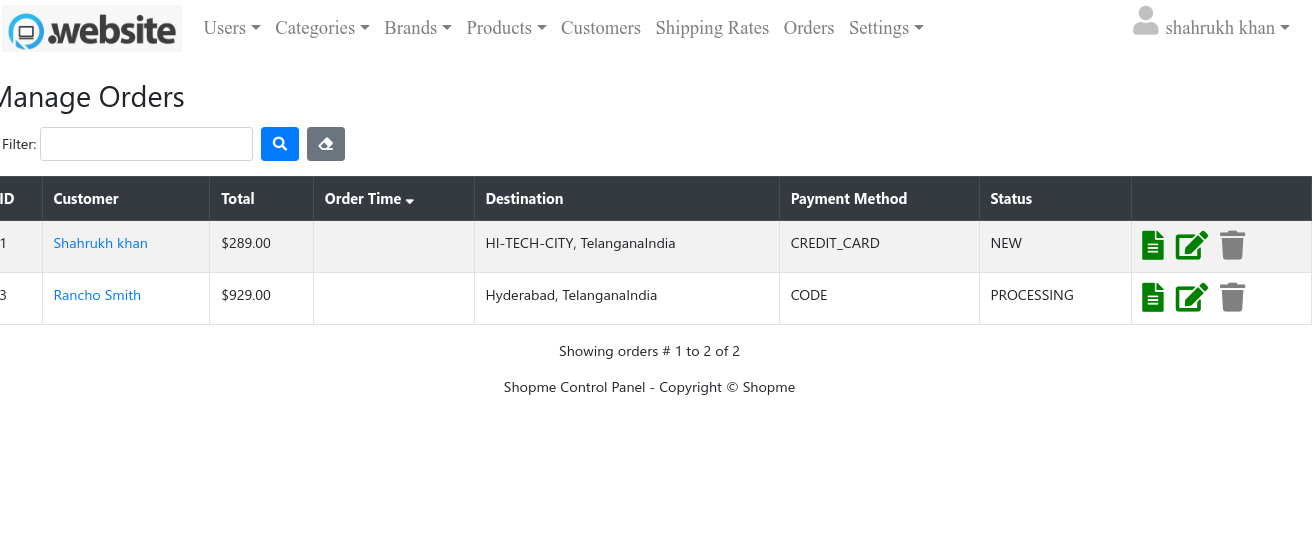 .website Users Categories Brands Products Customers Shipping Rates Orders Settings shahrukh khan
Manage Orders
Filter:
ID Customer Total Order Time Destination Payment Method Status
1 Shahrukh khan $289.00 HI-TECH-CITY, TelanganaIndia CREDIT_CARD NEW
3 Rancho Smith $929.00 Hyderabad, TelanganaIndia CODE PROCESSING
Showing orders # 1 to 2 of 2
Shopme Control Panel - Copyright © Shopme